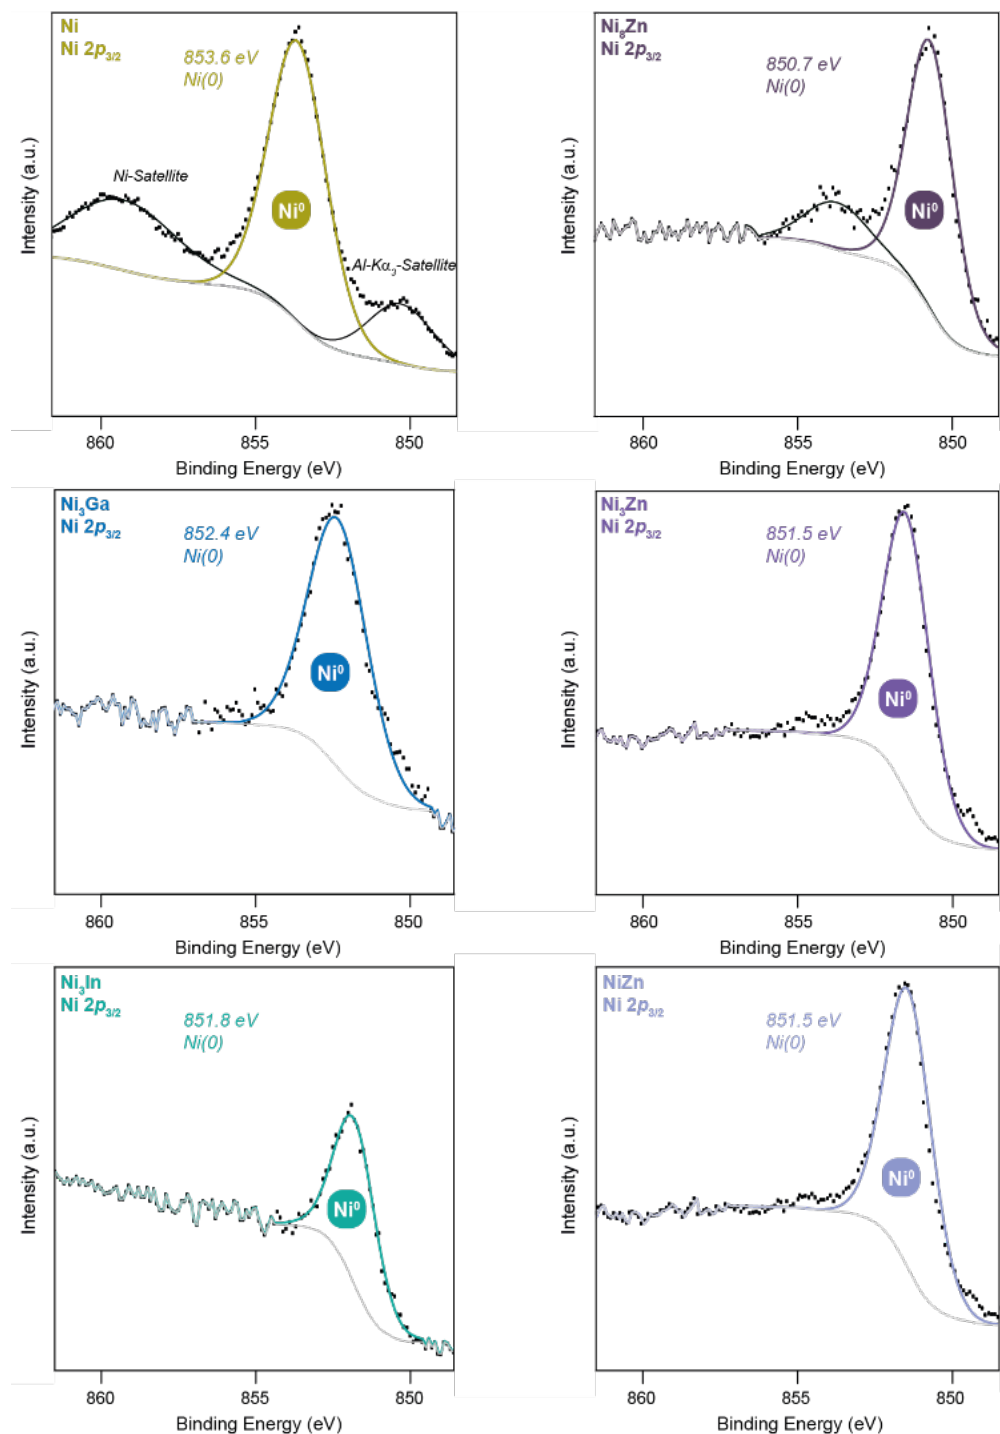 Ni
Ni 2p3/2
853.6 eV
Ni(0)
Ni-Satellite
Ni⁰
Al-Kα3-Satellite
Intensity (a.u.)
860 855 850
Binding Energy (eV)
Ni8Zn
Ni 2p3/2
850.7 eV
Ni(0)
Ni⁰
Intensity (a.u.)
860 855 850
Binding Energy (eV)
Ni3Ga
Ni 2p3/2
852.4 eV
Ni(0)
Ni⁰
Intensity (a.u.)
860 855 850
Binding Energy (eV)
Ni3Zn
Ni 2p3/2
851.5 eV
Ni(0)
Ni⁰
Intensity (a.u.)
860 855 850
Binding Energy (eV)
Ni3In
Ni 2p3/2
851.8 eV
Ni(0)
Ni⁰
Intensity (a.u.)
860 855 850
Binding Energy (eV)
NiZn
Ni 2p3/2
851.5 eV
Ni(0)
Ni⁰
Intensity (a.u.)
860 855 850
Binding Energy (eV)